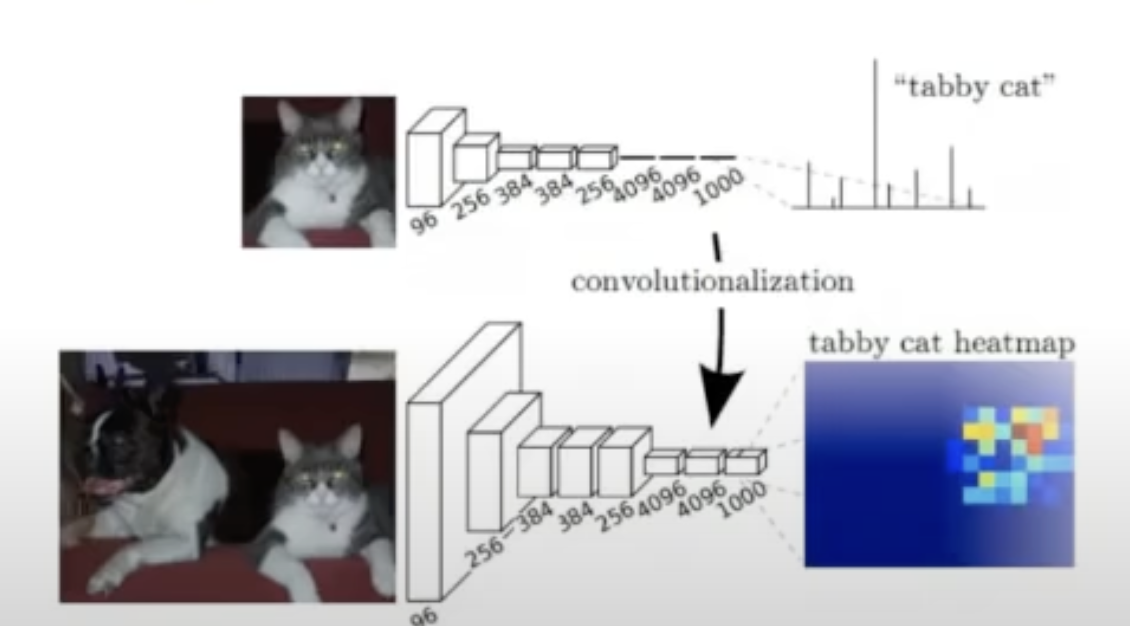 “tabby cat”
96 256 384 384 256 4096 4096 1000
convolutionalization
tabby cat heatmap
96 256 384 384 256 4096 4096 1000